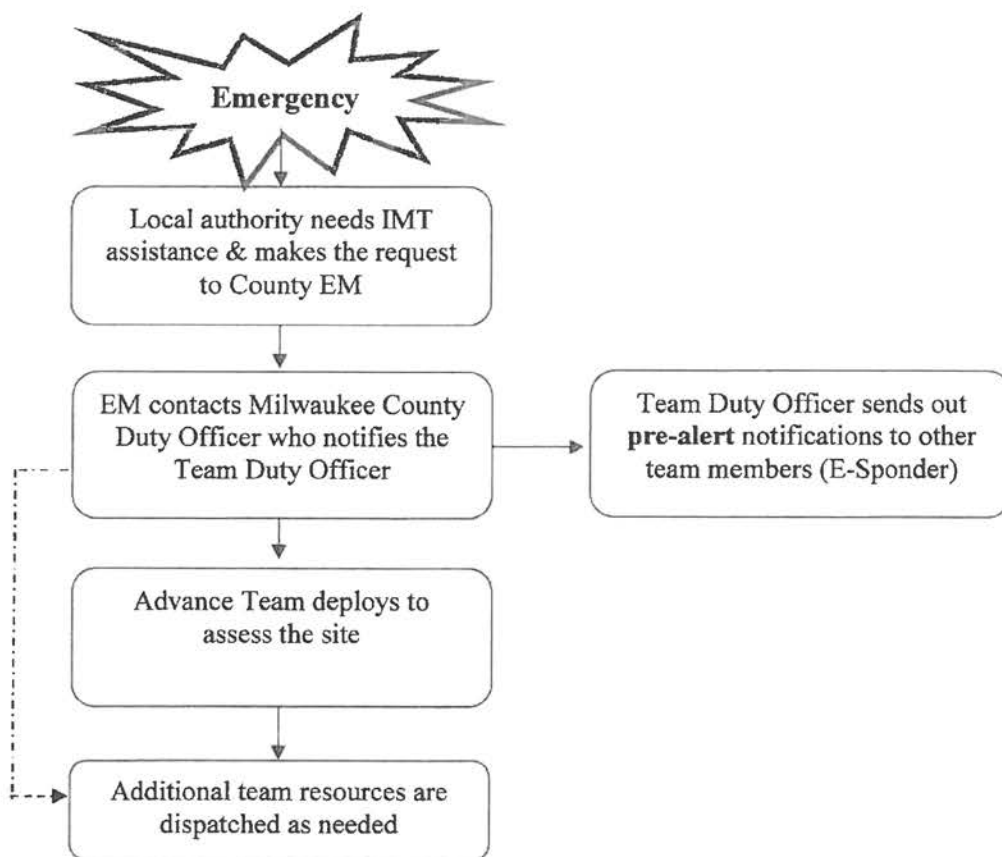 Emergency
Local authority needs IMT
assistance & makes the request
to County EM
EM contacts Milwaukee County
Duty Officer who notifies the
Team Duty Officer
Team Duty Officer sends out
pre-alert notifications to other
team members (E-Sponder)
Advance Team deploys to
assess the site
Additional team resources are
dispatched as needed